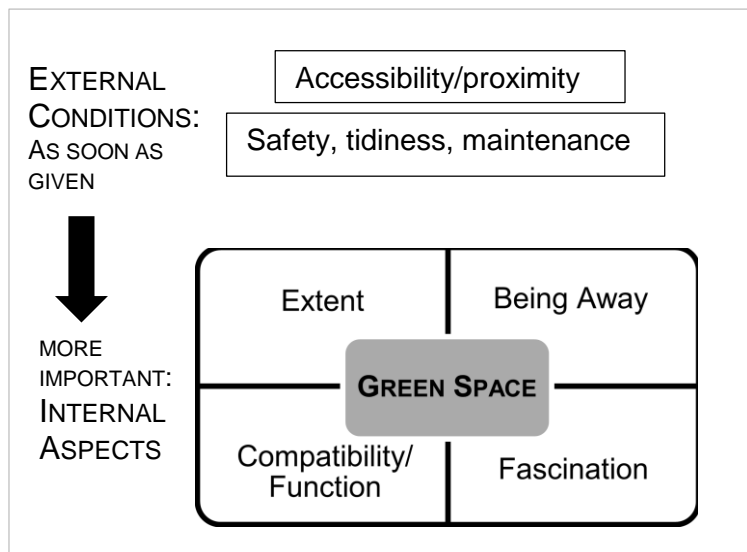 EXTERNAL
CONDITIONS:
AS SOON AS
GIVEN
Accessibility/proximity
Safety, tidiness, maintenance
MORE
IMPORTANT:
INTERNAL
ASPECTS
Extent
Being Away
GREEN SPACE
Compatibility/
Function
Fascination